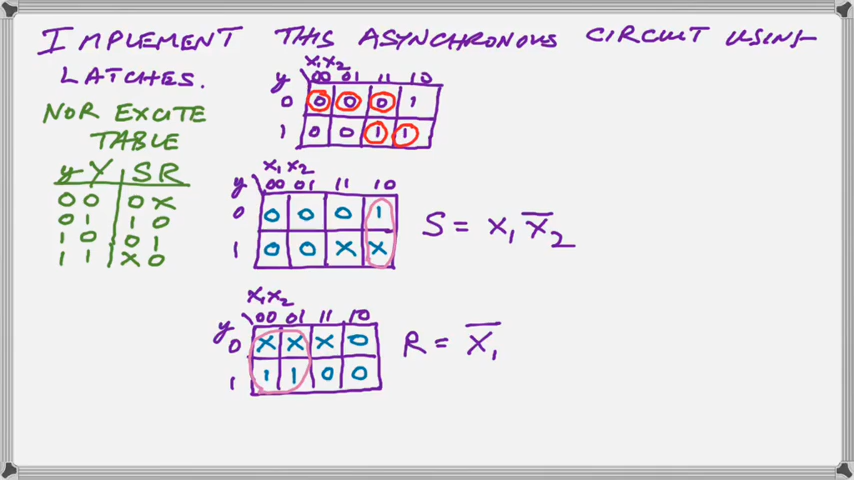 IMPLEMENT THIS ASYNCHRONOUS CIRCUIT USING
LATCHES.
NOR EXCITE
TABLE
y Y | S R
0 0 | 0 X
0 1 | 1 0
1 0 | 0 1
1 1 | X 0
x₁x₂
y 00 01 11 10
0 0 0 0 1
1 0 0 1 1
x₁x₂
y 00 01 11 10
0 0 0 0 1
1 0 0 X X
S = x₁x̅₂
x₁x₂
y 00 01 11 10
0 X X X 0
1 1 1 0 0
R = x̅₁